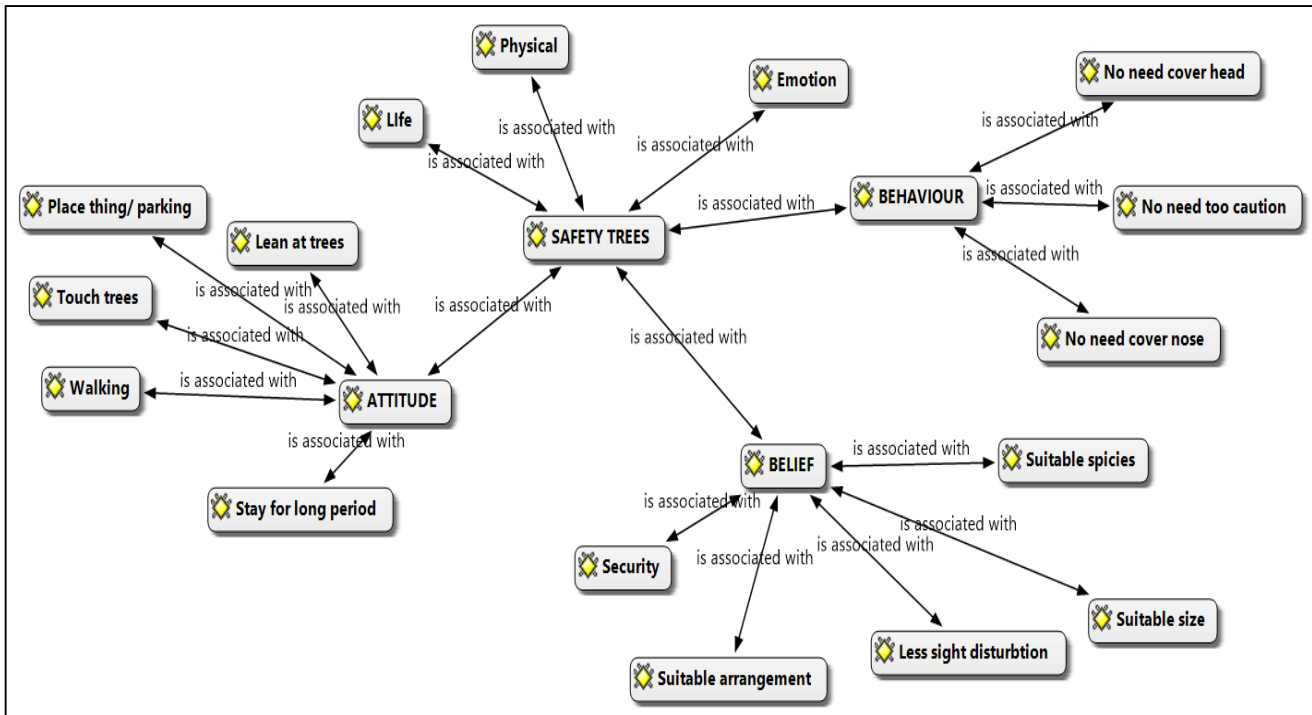 Physical
Emotion
No need cover head
LIfe
is associated with
is associated with
is associated with
is associated with
Place thing/ parking
Lean at trees
SAFETY TREES
is associated with
BEHAVIOUR
is associated with
No need too caution
Touch trees
is associated with
is associated with
is associated with
is associated with
No need cover nose
is associated with
is associated with
Walking
is associated with
ATTITUDE
is associated with
Stay for long period
BELIEF
is associated with
Suitable spicies
is associated with
Security
is associated with
is associated with
is associated with
Suitable size
Less sight disturbtion
Suitable arrangement